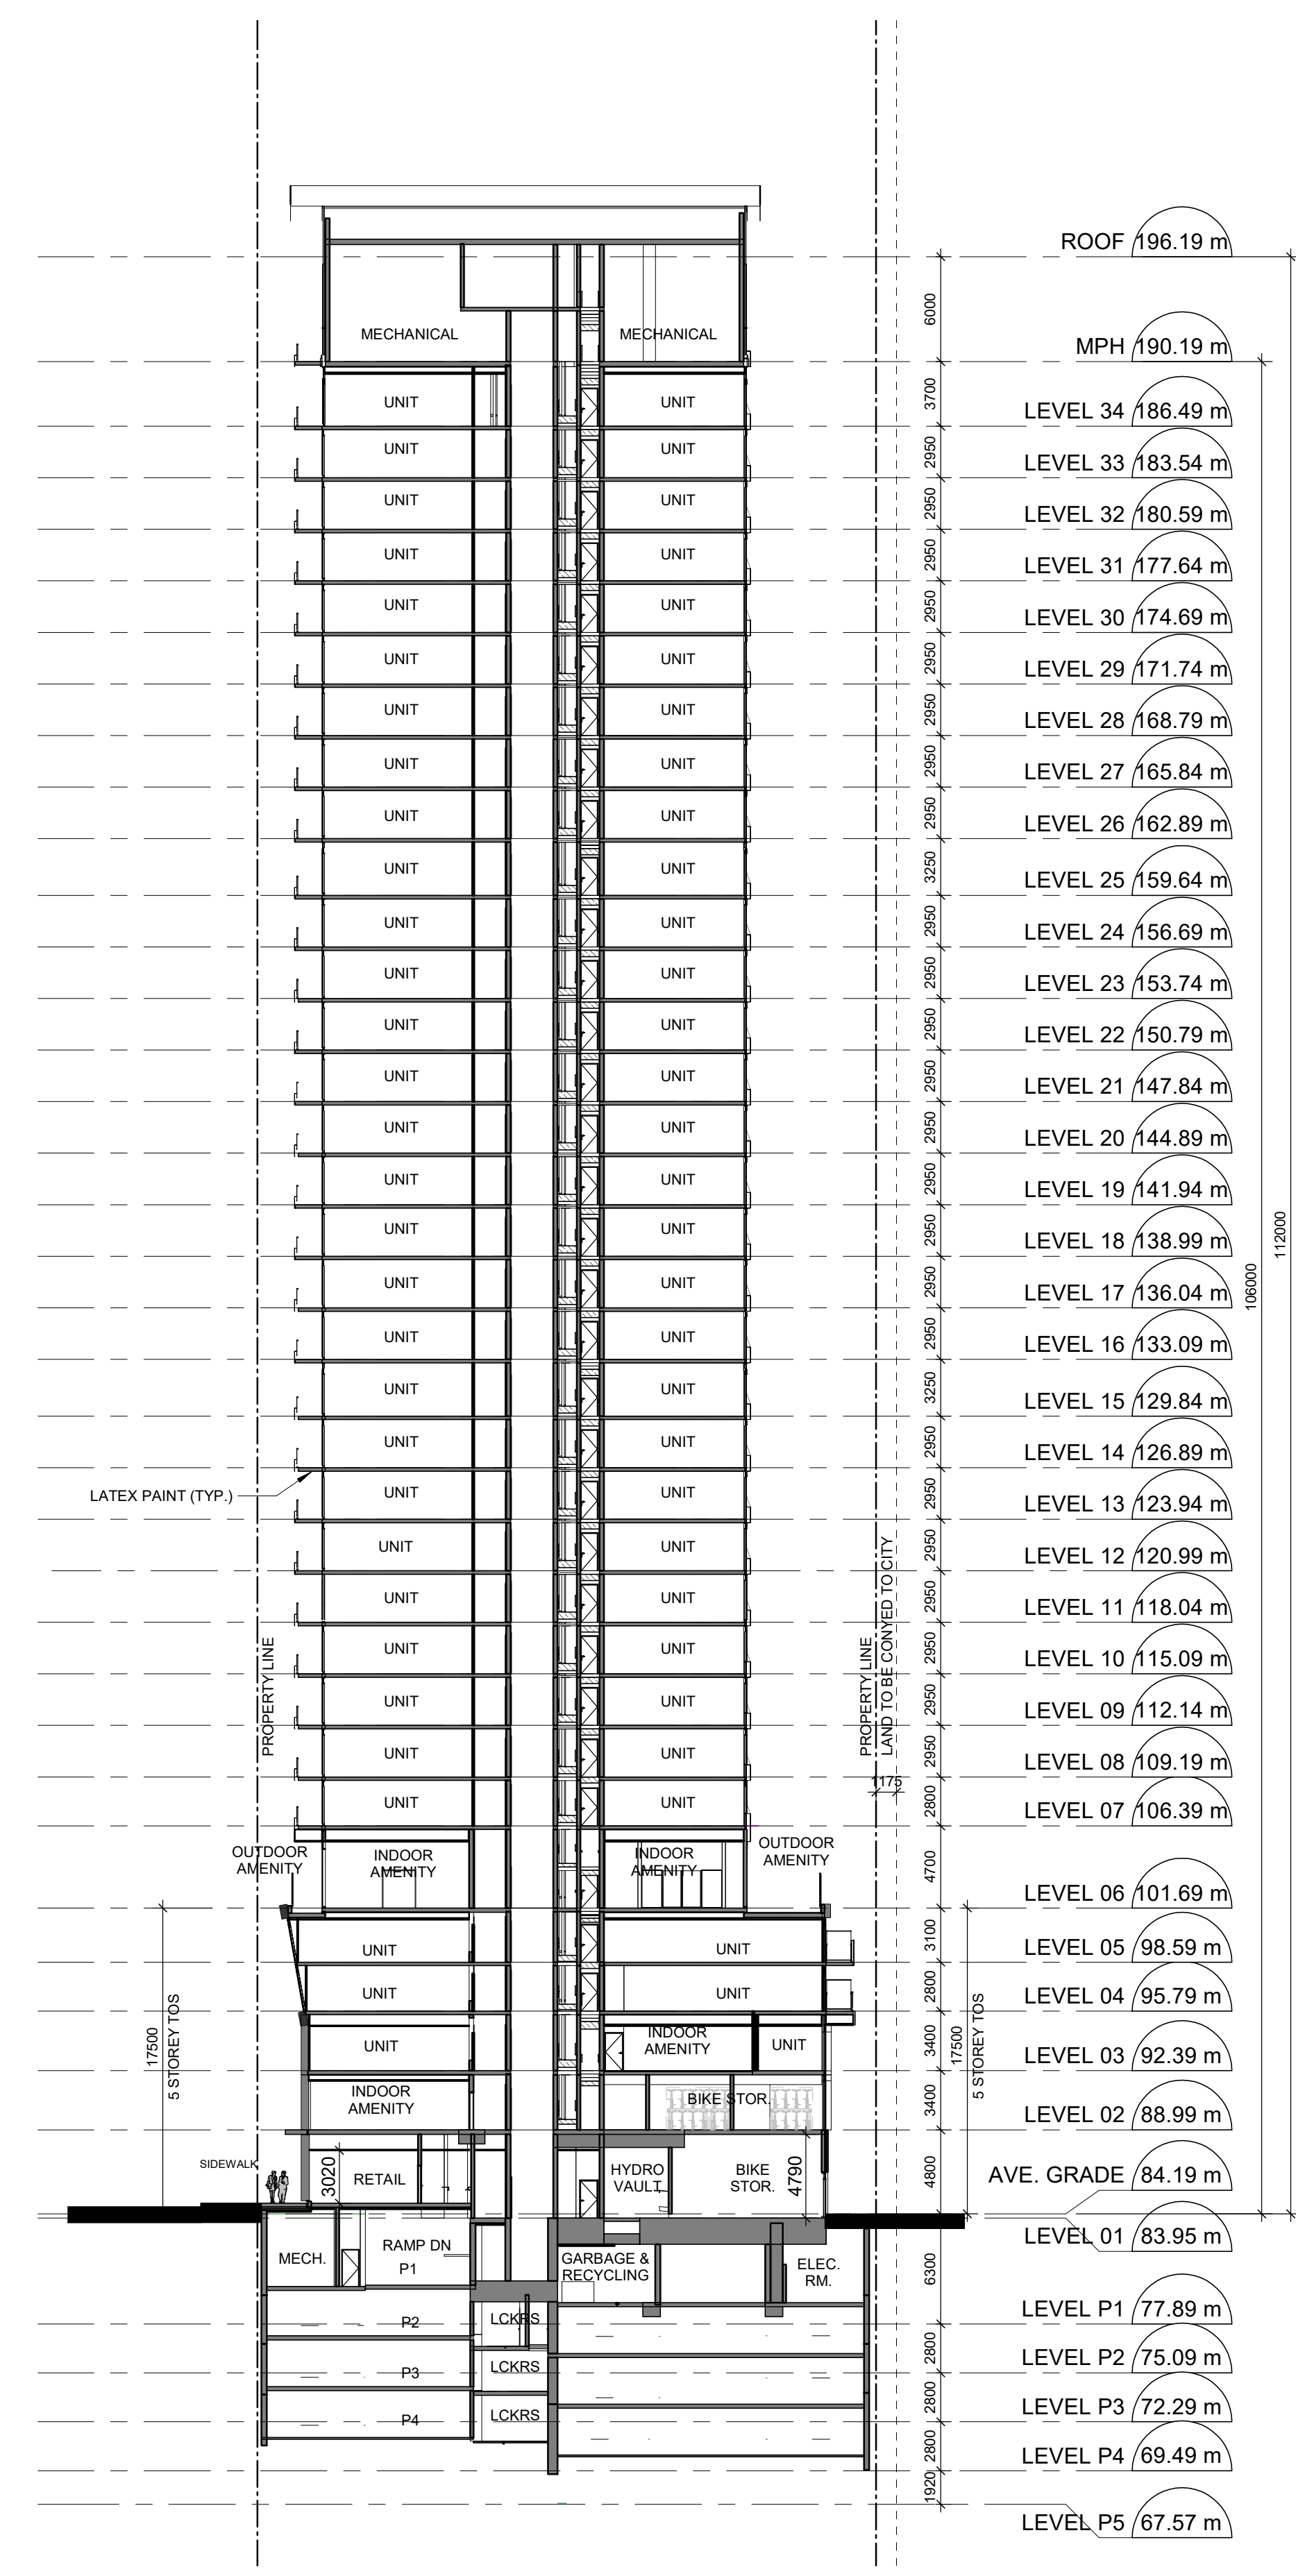 ROOF 196.19 m
6000
MECHANICAL MECHANICAL
MPH 190.19 m
3700
UNIT UNIT
LEVEL 34 186.49 m
UNIT UNIT
2950
LEVEL 33 183.54 m
UNIT UNIT
2950
LEVEL 32 180.59 m
UNIT UNIT
2950
LEVEL 31 177.64 m
UNIT UNIT
2950
LEVEL 30 174.69 m
UNIT UNIT
2950
LEVEL 29 171.74 m
UNIT UNIT
2950
LEVEL 28 168.79 m
UNIT UNIT
2950
LEVEL 27 165.84 m
UNIT UNIT
2950
LEVEL 26 162.89 m
UNIT UNIT
3250
LEVEL 25 159.64 m
UNIT UNIT
2950
LEVEL 24 156.69 m
UNIT UNIT
2950
LEVEL 23 153.74 m
UNIT UNIT
2950
LEVEL 22 150.79 m
UNIT UNIT
2950
LEVEL 21 147.84 m
UNIT UNIT
2950
LEVEL 20 144.89 m
UNIT UNIT
2950
LEVEL 19 141.94 m
UNIT UNIT
2950
LEVEL 18 138.99 m
112000
UNIT UNIT
2950
LEVEL 17 136.04 m
106000
UNIT UNIT
2950
LEVEL 16 133.09 m
UNIT UNIT
3250
LEVEL 15 129.84 m
UNIT UNIT
2950
LEVEL 14 126.89 m
LATEX PAINT (TYP.)
UNIT UNIT
2950
LEVEL 13 123.94 m
UNIT UNIT
2950
LEVEL 12 120.99 m
UNIT UNIT
2950
LEVEL 11 118.04 m
PROPERTY LINE
PROPERTY LINE
LAND TO BE CONYED TO CITY
UNIT UNIT
2950
LEVEL 10 115.09 m
UNIT UNIT
2950
LEVEL 09 112.14 m
UNIT UNIT
2950
LEVEL 08 109.19 m
1175
UNIT UNIT
2800
LEVEL 07 106.39 m
OUTDOOR
AMENITY
INDOOR
AMENITY
INDOOR
AMENITY
OUTDOOR
AMENITY
4700
LEVEL 06 101.69 m
UNIT UNIT
3100
LEVEL 05 98.59 m
UNIT UNIT
2800
LEVEL 04 95.79 m
17500
5 STOREY TOS
UNIT
INDOOR
AMENITY
UNIT
3400
17500
5 STOREY TOS
LEVEL 03 92.39 m
INDOOR
AMENITY
BIKE STOR.
3400
LEVEL 02 88.99 m
SIDEWALK
3020
RETAIL
HYDRO
VAULT
BIKE
STOR.
4790
4800
AVE. GRADE 84.19 m
LEVEL 01 83.95 m
MECH.
RAMP DN
P1
GARBAGE &
RECYCLING
ELEC.
RM.
6300
LEVEL P1 77.89 m
P2 LCKRS
2800
LEVEL P2 75.09 m
P3 LCKRS
2800
LEVEL P3 72.29 m
P4 LCKRS
2800
LEVEL P4 69.49 m
1920
LEVEL P5 67.57 m